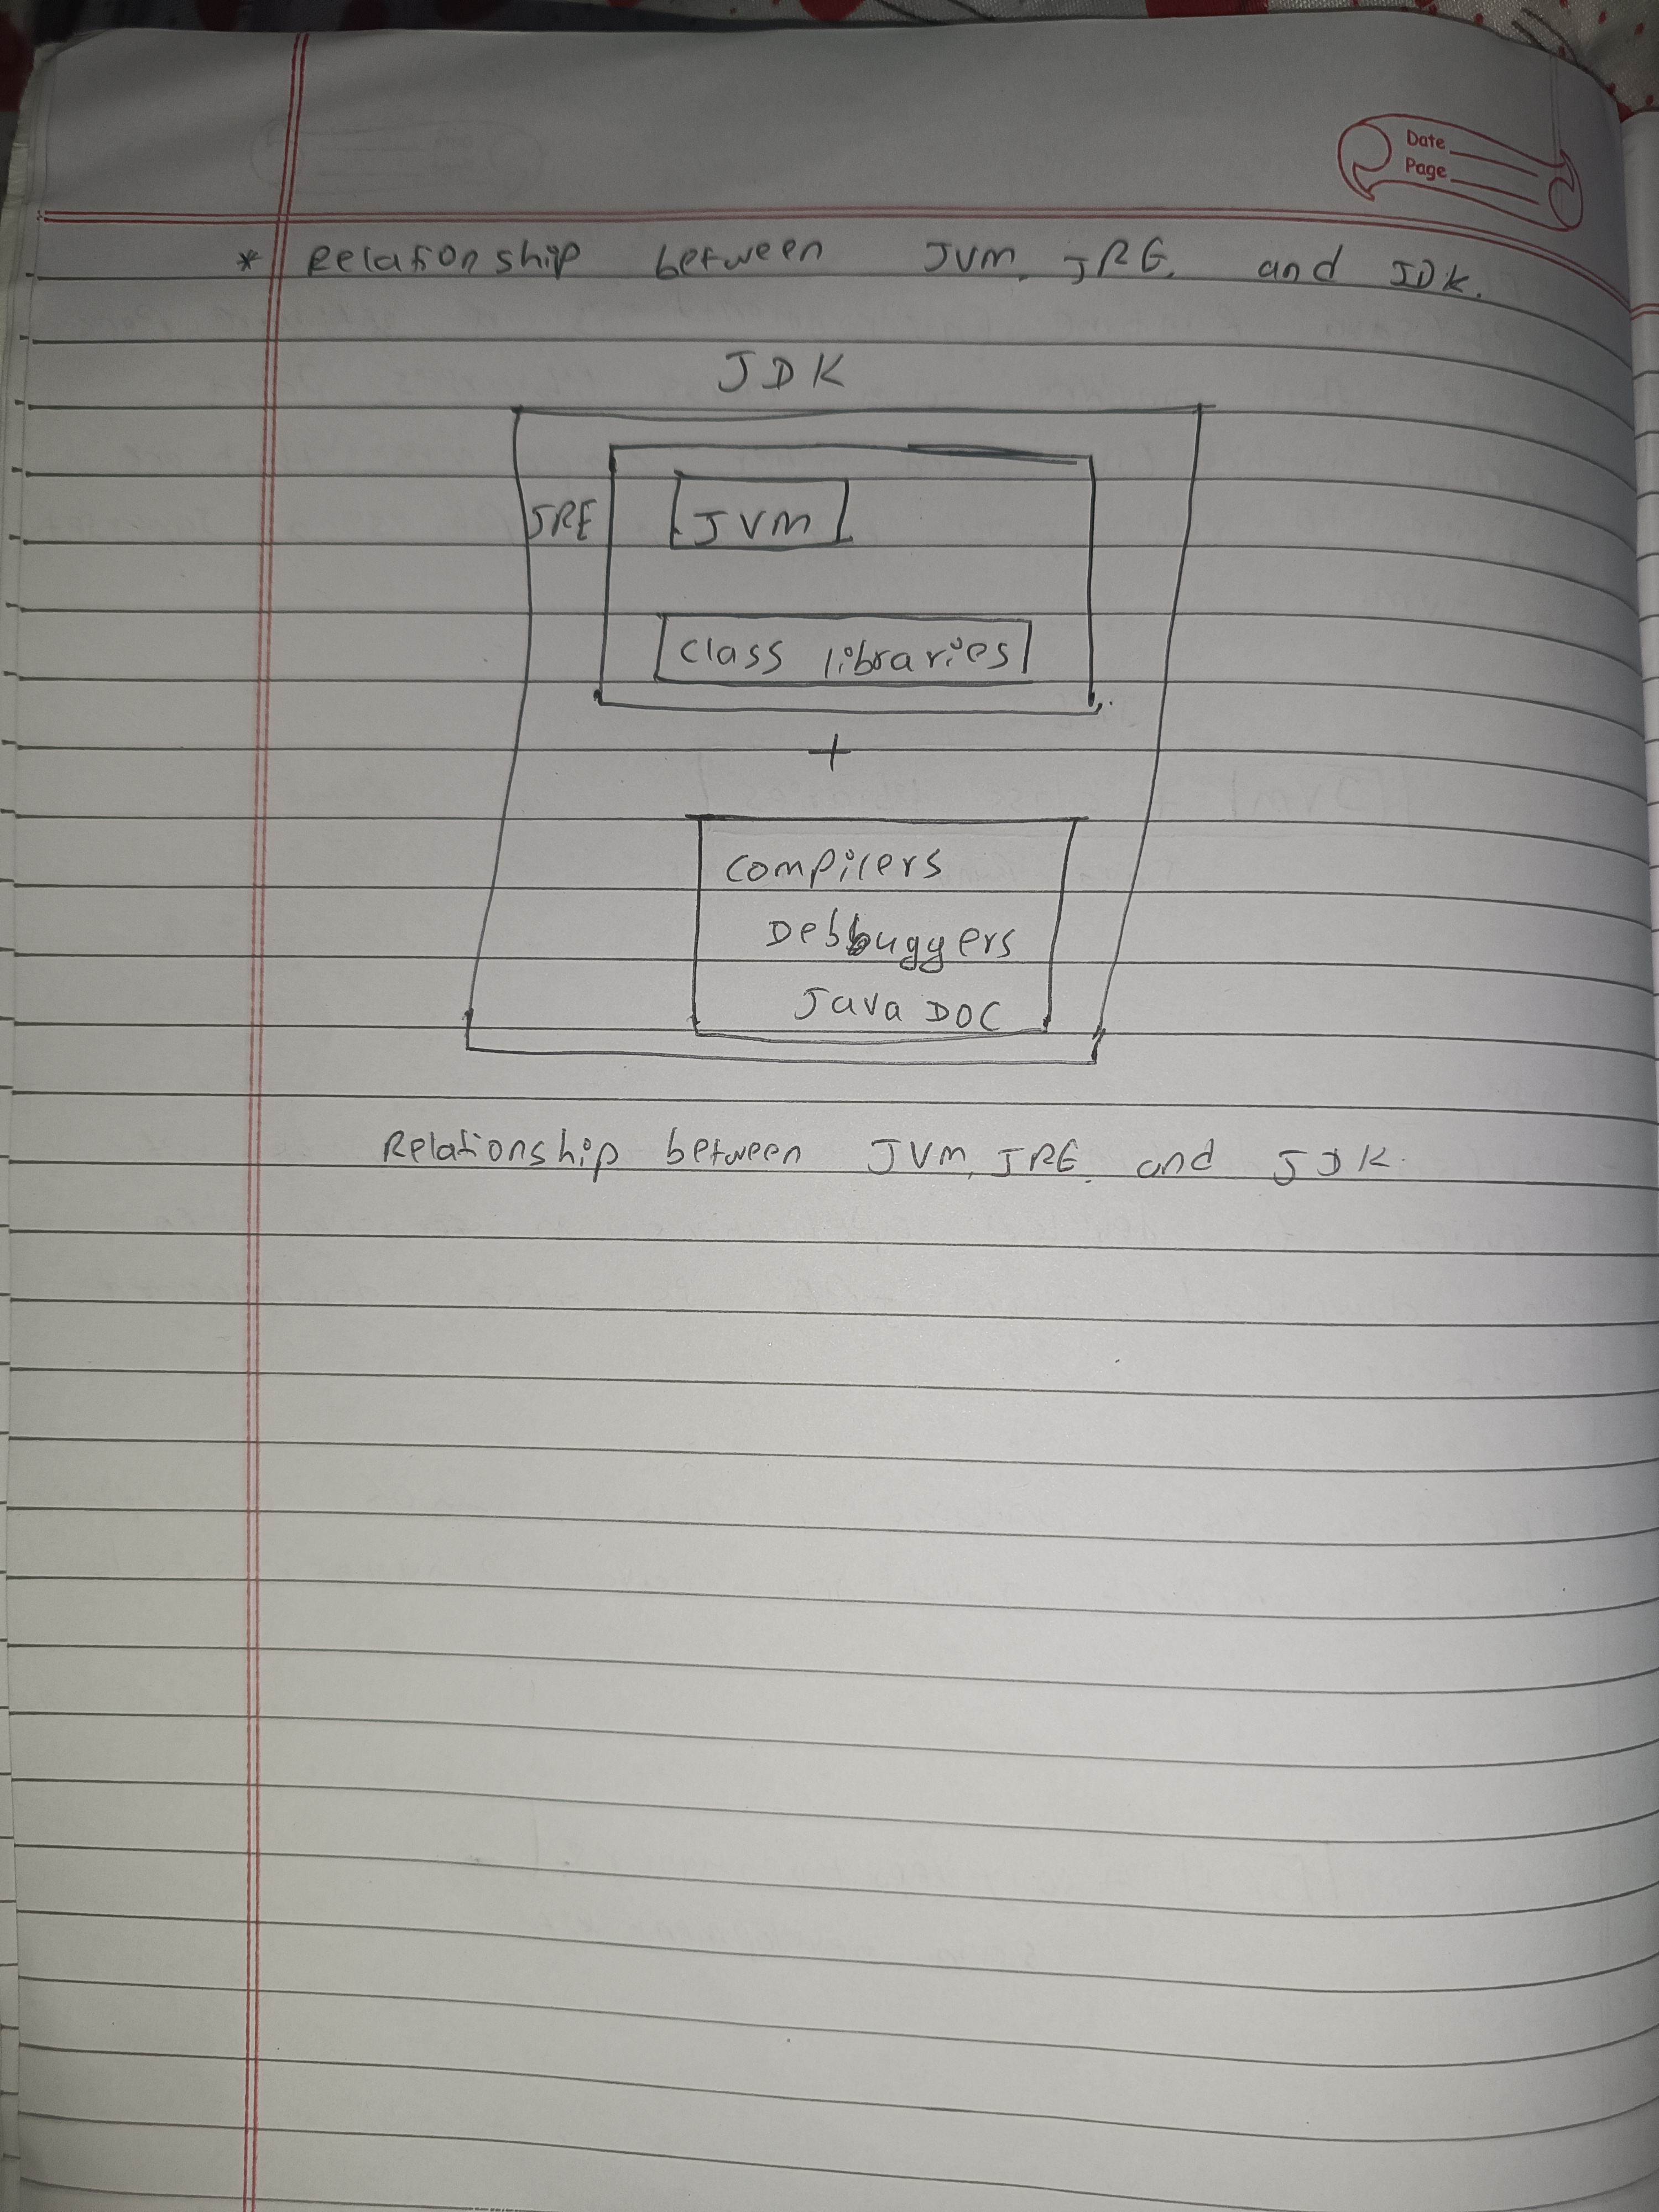 Date
Page
* Relationship between JVM, JRE, and JDK.
JDK
JRE
JVM
class libraries
+
compilers
Debbuggers
Java DOC
Relationship between JVM, JRE, and JDK.